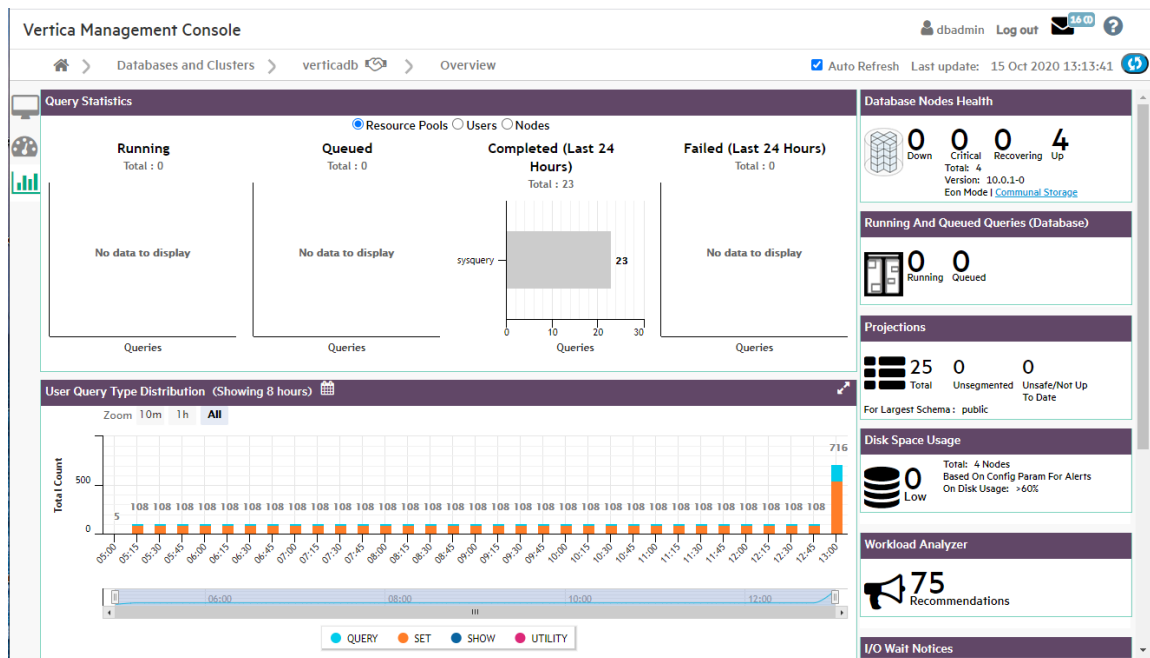 Vertica Management Console
dbadmin Log out 16
Databases and Clusters verticadb Overview
Auto Refresh Last update: 15 Oct 2020 13:13:41
Query Statistics
Resource Pools Users Nodes
Running
Total : 0
No data to display
Queries
Queued
Total : 0
No data to display
Queries
Completed (Last 24
Hours)
Total : 23
sysquery
23
0 10 20 30
Queries
Failed (Last 24 Hours)
Total : 0
No data to display
Queries
User Query Type Distribution (Showing 8 hours)
Zoom 10m 1h All
Total Count
500
0
716
5 108 108 108 108 108 108 108 108 108 108 108 108 108 108 108 108 108 108 108 108 108 108 108 108 108 108 108 108 108 108 108
05:00 05:15 05:30 05:45 06:00 06:15 06:30 06:45 07:00 07:15 07:30 07:45 08:00 08:15 08:30 08:45 09:00 09:15 09:30 09:45 10:00 10:15 10:30 10:45 11:00 11:15 11:30 11:45 12:00 12:15 12:30 12:45 13:00
06:00 08:00 10:00 12:00
QUERY SET SHOW UTILITY
Database Nodes Health
0 0 0 4
Down Critical Recovering Up
Total: 4
Version: 10.0.1-0
Eon Mode | Communal Storage
Running And Queued Queries (Database)
0 0
Running Queued
Projections
25 0 0
Total Unsegmented Unsafe/Not Up
To Date
For Largest Schema : public
Disk Space Usage
0
Low
Total: 4 Nodes
Based On Config Param For Alerts
On Disk Usage: >60%
Workload Analyzer
75
Recommendations
I/O Wait Notices